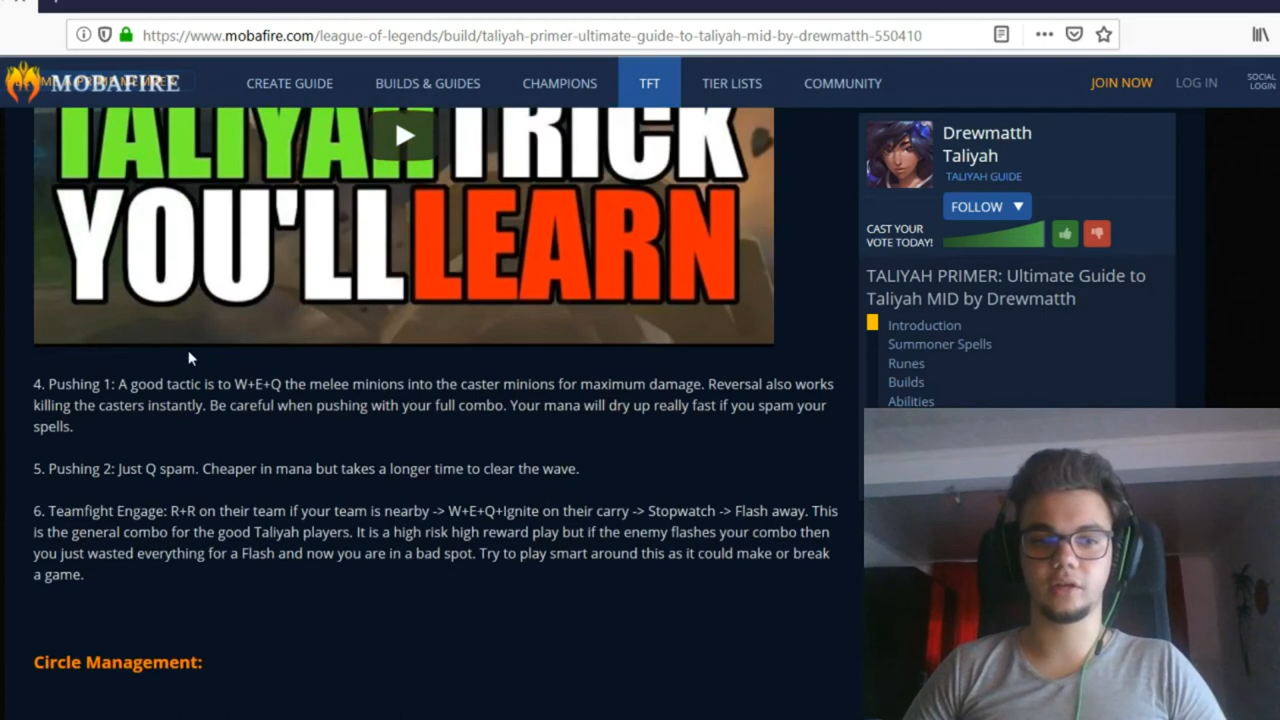 https://www.mobafire.com/league-of-legends/build/taliyah-primer-ultimate-guide-to-taliyah-mid-by-drewmatth-550410
MOBAFIRE
CREATE GUIDE
BUILDS & GUIDES
CHAMPIONS
TFT
TIER LISTS
COMMUNITY
JOIN NOW
LOG IN
SOCIAL
LOGIN
TALIYAH TRICK
YOU'LL LEARN
4. Pushing 1: A good tactic is to W+E+Q the melee minions into the caster minions for maximum damage. Reversal also works
killing the casters instantly. Be careful when pushing with your full combo. Your mana will dry up really fast if you spam your
spells.
5. Pushing 2: Just Q spam. Cheaper in mana but takes a longer time to clear the wave.
6. Teamfight Engage: R+R on their team if your team is nearby -> W+E+Q+Ignite on their carry -> Stopwatch -> Flash away. This
is the general combo for the good Taliyah players. It is a high risk high reward play but if the enemy flashes your combo then
you just wasted everything for a Flash and now you are in a bad spot. Try to play smart around this as it could make or break
a game.
Circle Management:
Drewmatth
Taliyah
TALIYAH GUIDE
FOLLOW
CAST YOUR
VOTE TODAY!
TALIYAH PRIMER: Ultimate Guide to
Taliyah MID by Drewmatth
Introduction
Summoner Spells
Runes
Builds
Abilities